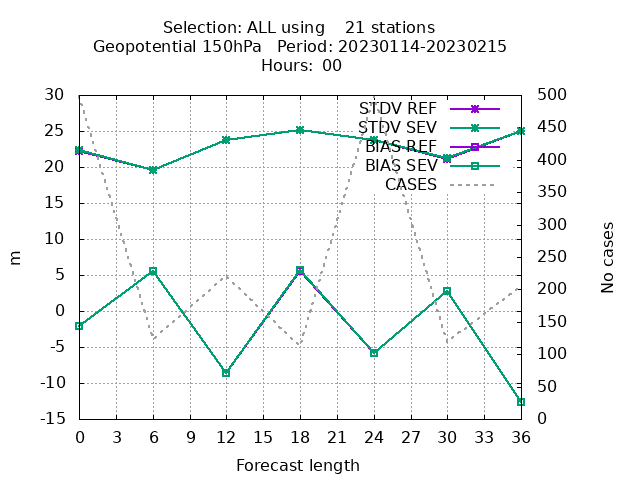 Selection: ALL using    21 stations
Geopotential 150hPa   Period: 20230114-20230215
Hours:  00
30
25
20
15
10
5
0
-5
-10
-15
m
STDV REF
STDV SEV
BIAS REF
BIAS SEV
CASES
500
450
400
350
300
250
200
150
100
50
0
No cases
0 3 6 9 12 15 18 21 24 27 30 33 36
Forecast length